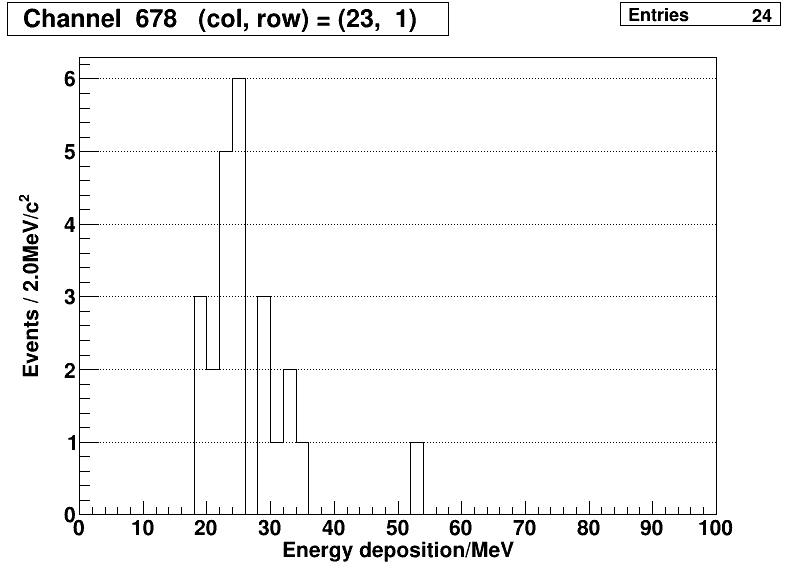 Channel 678 (col, row) = (23, 1)
Entries 24
Events / 2.0MeV/c²
6
5
4
3
2
1
0
0 10 20 30 40 50 60 70 80 90 100
Energy deposition/MeV